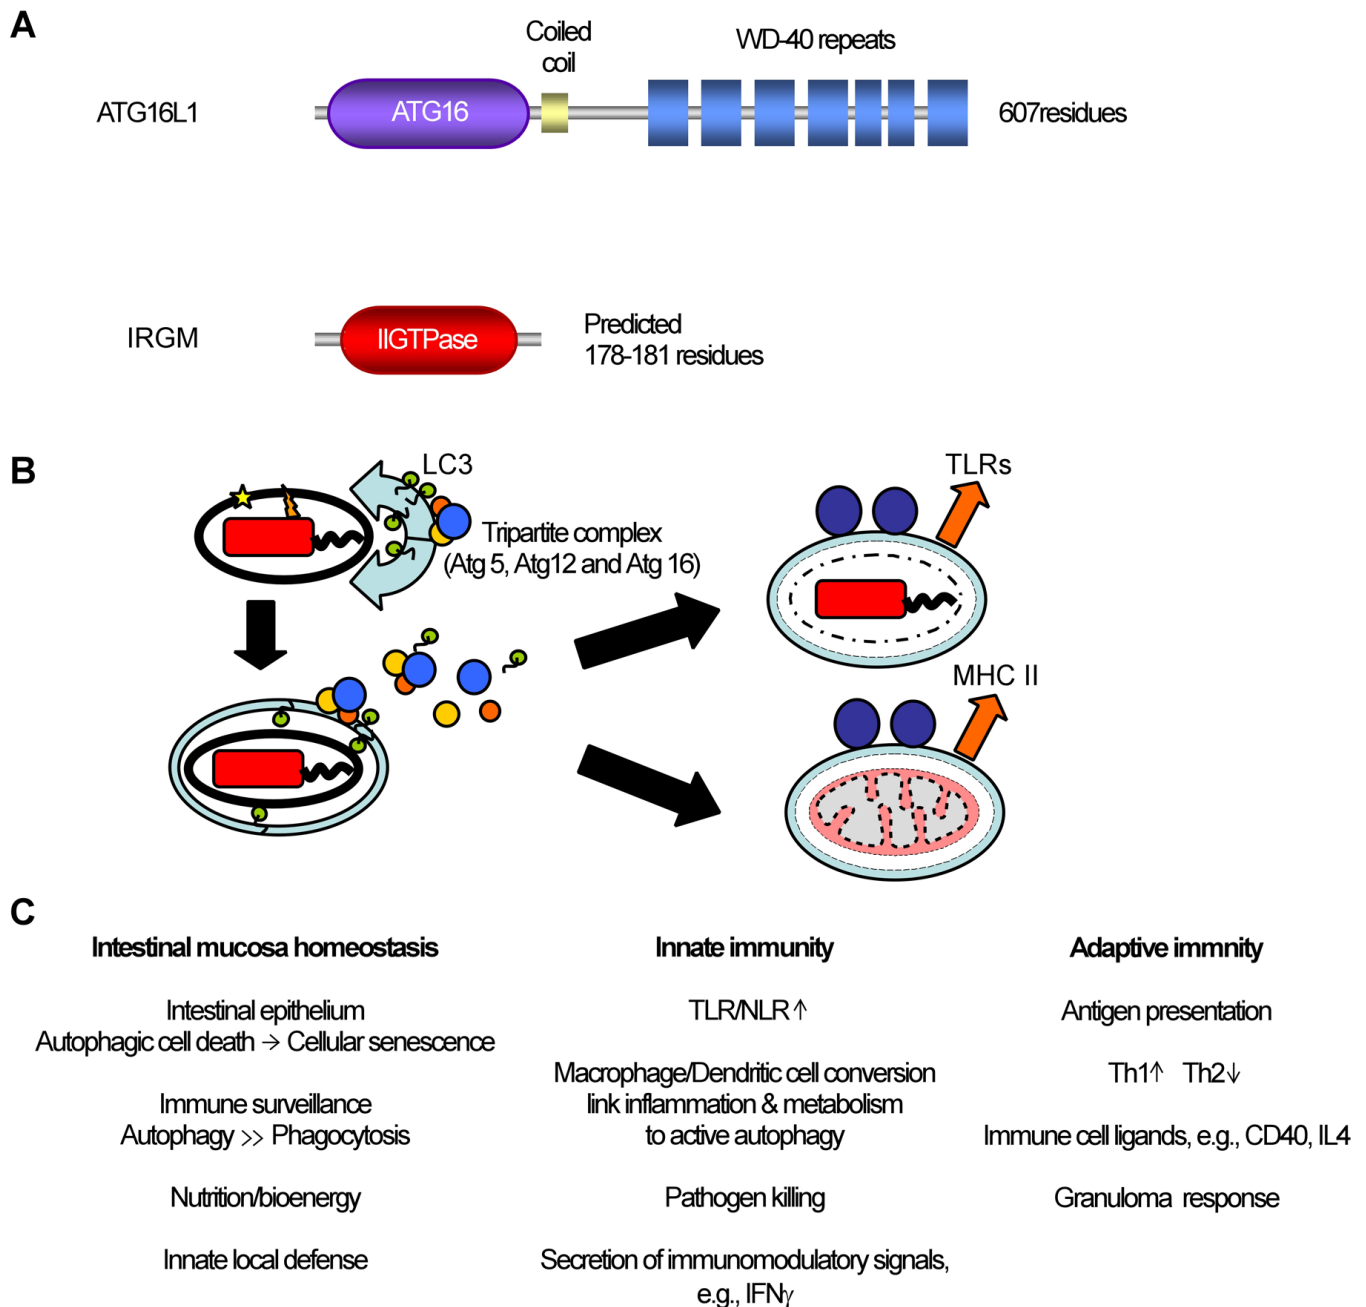 A
Coiled
coil
WD-40 repeats
ATG16L1
ATG16
607residues
IRGM
IIGTPase
Predicted
178-181 residues
B
LC3
Tripartite complex
(Atg 5, Atg12 and Atg 16)
TLRs
MHC II
C
Intestinal mucosa homeostasis
Intestinal epithelium
Autophagic cell death → Cellular senescence
Immune surveillance
Autophagy >> Phagocytosis
Nutrition/bioenergy
Innate local defense
Innate immunity
TLR/NLR↑
Macrophage/Dendritic cell conversion
link inflammation & metabolism
to active autophagy
Pathogen killing
Secretion of immunomodulatory signals,
e.g., IFNγ
Adaptive immnity
Antigen presentation
Th1↑ Th2↓
Immune cell ligands, e.g., CD40, IL4
Granuloma response